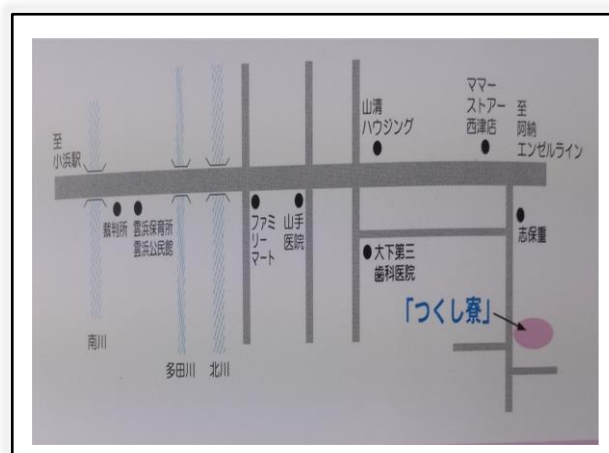 至
小浜駅
裁判所
雲浜保育所
雲浜公民館
ファミ
リー
マート
山手
医院
山清
ハウジング
ママー
ストアー
西津店
至
阿納
エンゼルライン
志保重
大下第三
歯科医院
「つくし寮」
南川
多田川
北川